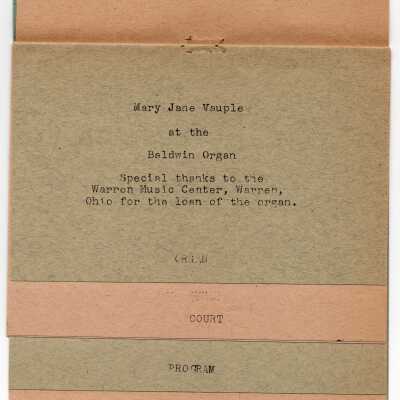 Mary Jane Vauple
at the
Baldwin Organ
Special thanks to the
Warren Music Center, Warren,
Ohio for the loan of the organ.
COURT
PROGRAM